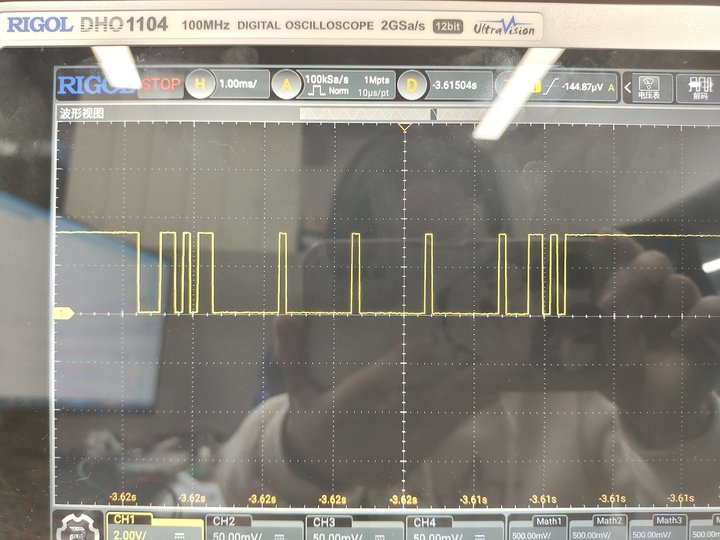 RIGOL DHO1104 100MHz DIGITAL OSCILLOSCOPE 2GSa/s 12bit UltraVision
RIGOL STOP H 1.00ms/ A 100kSa/s Norm 1Mpts 10μs/pt D -3.61504s -144.87μV A 电压表 解码
波形视图
-3.62s -3.62s -3.62s -3.62s -3.62s -3.61s -3.61s -3.61s -3.61s
CH1 CH2 CH3 CH4 Math1 Math2 Math3
2.00V/ 50.00mV/ 50.00mV/ 50.00mV/ 500.00mV/ 500.00mV/ 500.00mV/